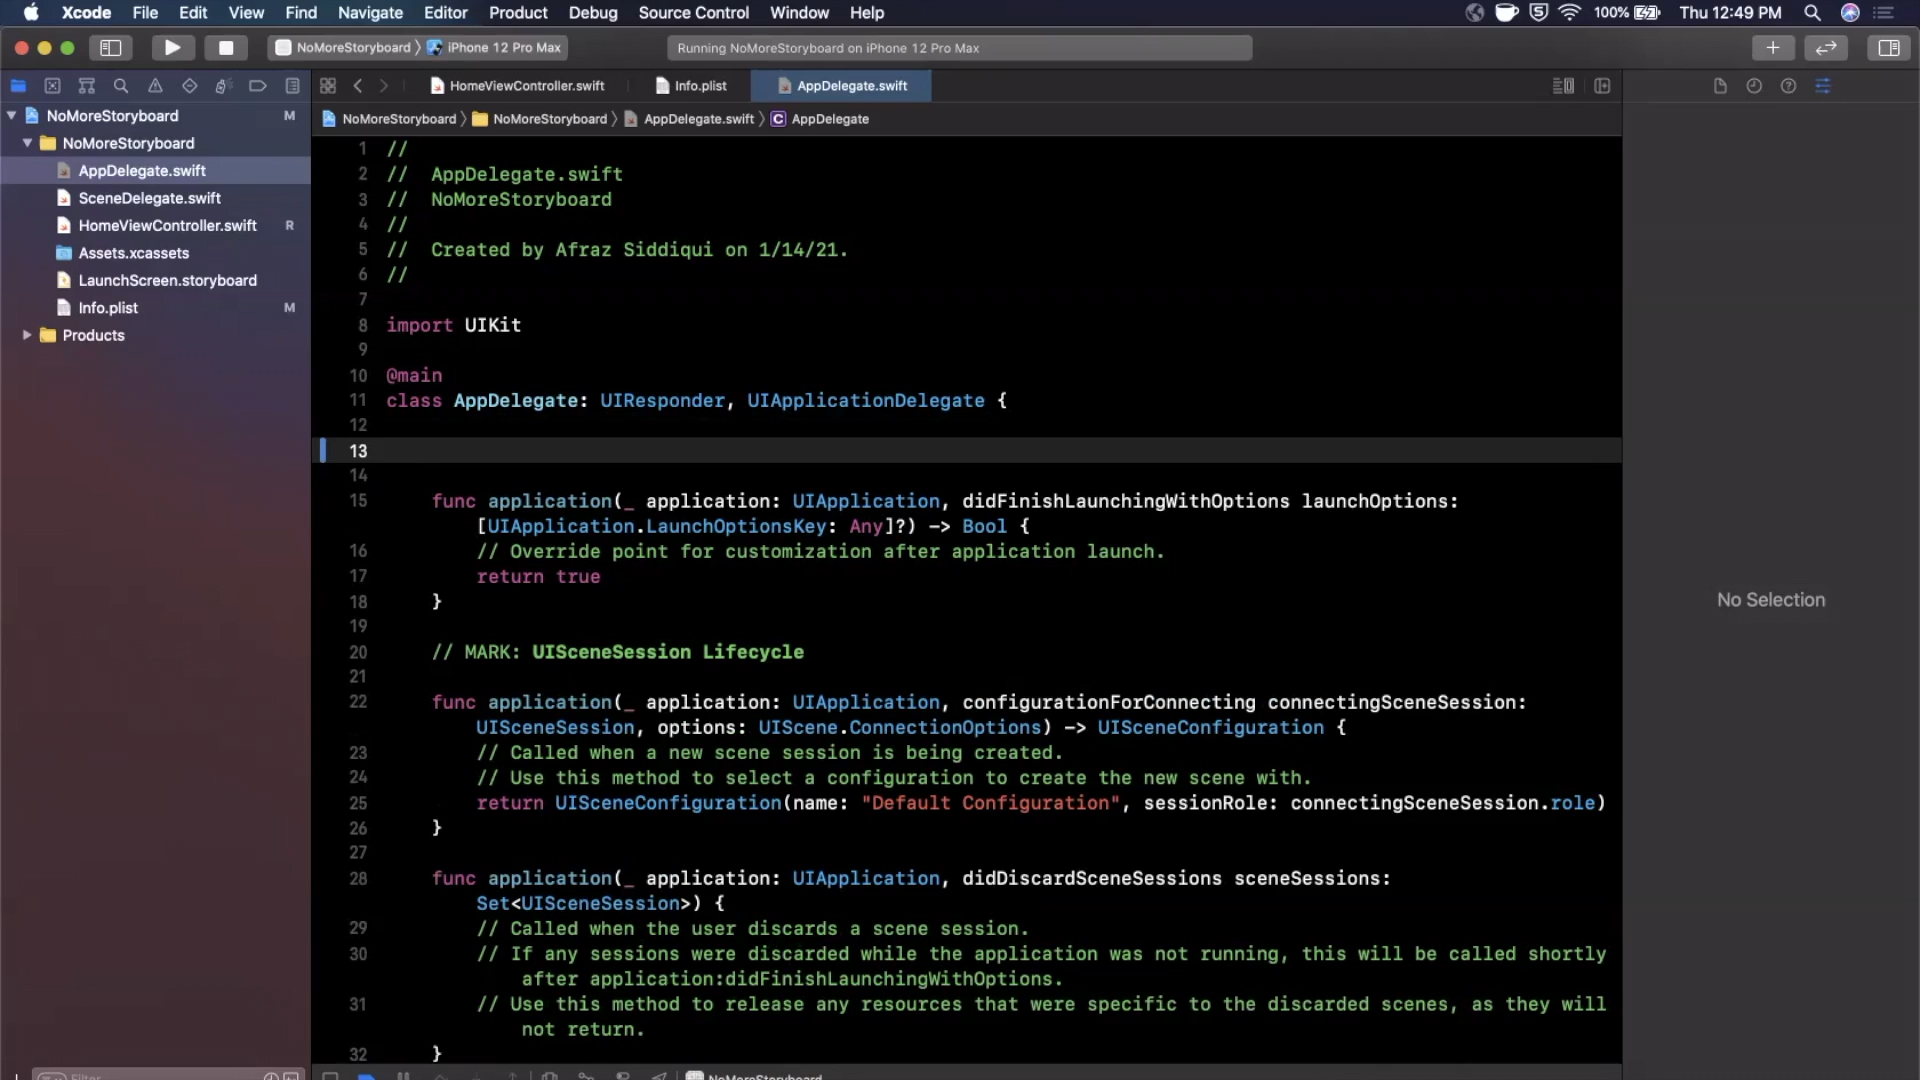 Xcode File Edit View Find Navigate Editor Product Debug Source Control Window Help 100% Thu 12:49 PM
NoMoreStoryboard iPhone 12 Pro Max Running NoMoreStoryboard on iPhone 12 Pro Max
HomeViewController.swift Info.plist AppDelegate.swift
NoMoreStoryboard M
NoMoreStoryboard
AppDelegate.swift
SceneDelegate.swift
HomeViewController.swift R
Assets.xcassets
LaunchScreen.storyboard
Info.plist M
Products
Filter
NoMoreStoryboard NoMoreStoryboard AppDelegate.swift C AppDelegate
1 //
2 // AppDelegate.swift
3 // NoMoreStoryboard
4 //
5 // Created by Afraz Siddiqui on 1/14/21.
6 //
7
8 import UIKit
9
10 @main
11 class AppDelegate: UIResponder, UIApplicationDelegate {
12
13
14
15 func application(_ application: UIApplication, didFinishLaunchingWithOptions launchOptions:
[UIApplication.LaunchOptionsKey: Any]?) -> Bool {
16 // Override point for customization after application launch.
17 return true
18 }
19
20 // MARK: UISceneSession Lifecycle
21
22 func application(_ application: UIApplication, configurationForConnecting connectingSceneSession:
UISceneSession, options: UIScene.ConnectionOptions) -> UISceneConfiguration {
23 // Called when a new scene session is being created.
24 // Use this method to select a configuration to create the new scene with.
25 return UISceneConfiguration(name: "Default Configuration", sessionRole: connectingSceneSession.role)
26 }
27
28 func application(_ application: UIApplication, didDiscardSceneSessions sceneSessions:
Set<UISceneSession>) {
29 // Called when the user discards a scene session.
30 // If any sessions were discarded while the application was not running, this will be called shortly
after application:didFinishLaunchingWithOptions.
31 // Use this method to release any resources that were specific to the discarded scenes, as they will
not return.
32 }
NoMoreStoryboard
No Selection